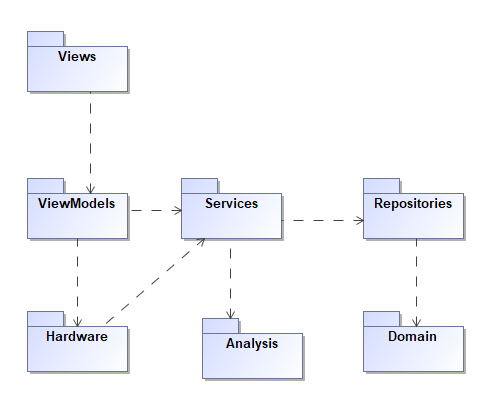 Views
ViewModels
Services
Repositories
Hardware
Analysis
Domain